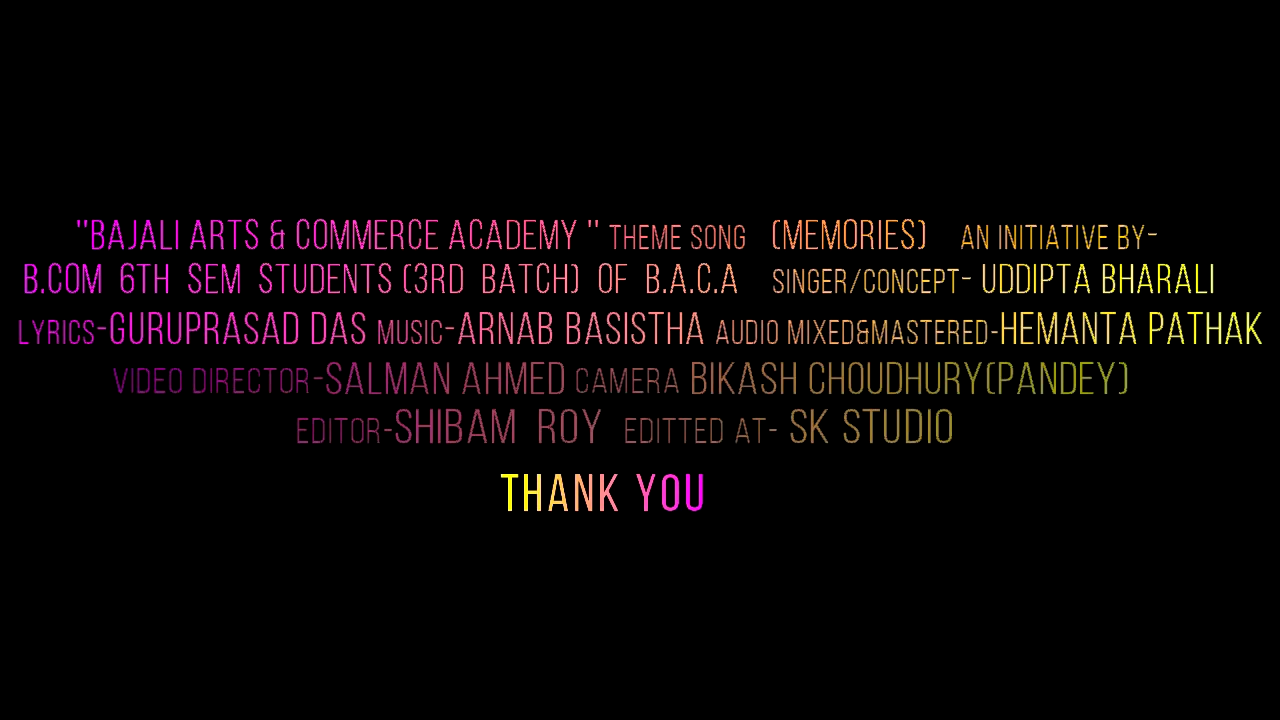 "BAJALI ARTS & COMMERCE ACADEMY " THEME SONG (MEMORIES) AN INITIATIVE BY-
B.COM 6TH SEM STUDENTS (3RD BATCH) OF B.A.C.A SINGER/CONCEPT- UDDIPTA BHARALI
LYRICS-GURUPRASAD DAS MUSIC-ARNAB BASISTHA AUDIO MIXED&MASTERED-HEMANTA PATHAK
VIDEO DIRECTOR-SALMAN AHMED CAMERA BIKASH CHOUDHURY(PANDEY)
EDITOR-SHIBAM ROY EDITTED AT- SK STUDIO
THANK YOU